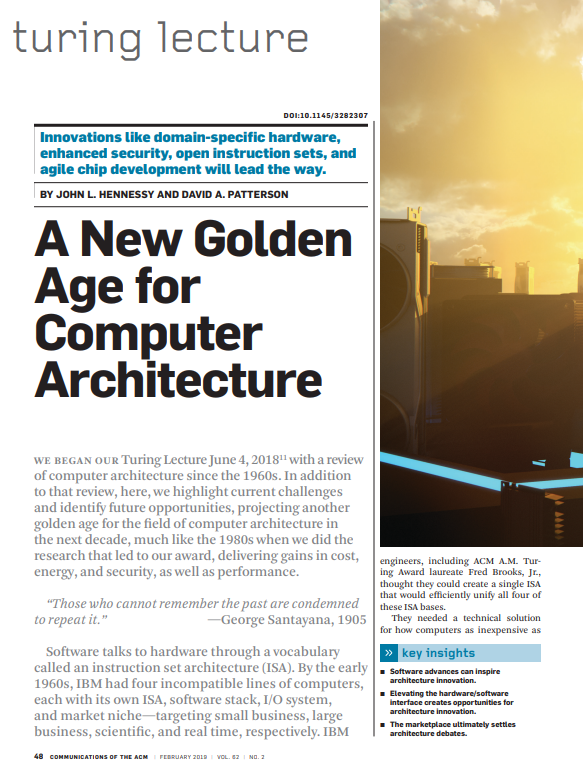 turing lecture
DOI:10.1145/3282307
Innovations like domain-specific hardware,
enhanced security, open instruction sets, and
agile chip development will lead the way.
BY JOHN L. HENNESSY AND DAVID A. PATTERSON
A New Golden
Age for
Computer
Architecture
WE BEGAN OUR Turing Lecture June 4, 2018¹¹ with a review
of computer architecture since the 1960s. In addition
to that review, here, we highlight current challenges
and identify future opportunities, projecting another
golden age for the field of computer architecture in
the next decade, much like the 1980s when we did the
research that led to our award, delivering gains in cost,
energy, and security, as well as performance.
“Those who cannot remember the past are condemned
to repeat it.” —George Santayana, 1905
Software talks to hardware through a vocabulary
called an instruction set architecture (ISA). By the early
1960s, IBM had four incompatible lines of computers,
each with its own ISA, software stack, I/O system,
and market niche—targeting small business, large
business, scientific, and real time, respectively. IBM
engineers, including ACM A.M. Tur-
ing Award laureate Fred Brooks, Jr.,
thought they could create a single ISA
that would efficiently unify all four of
these ISA bases.
They needed a technical solution
for how computers as inexpensive as
» key insights
■ Software advances can inspire
architecture innovation.
■ Elevating the hardware/software
interface creates opportunities for
architecture innovation.
■ The marketplace ultimately settles
architecture debates.
48 COMMUNICATIONS OF THE ACM | FEBRUARY 2019 | VOL. 62 | NO. 2